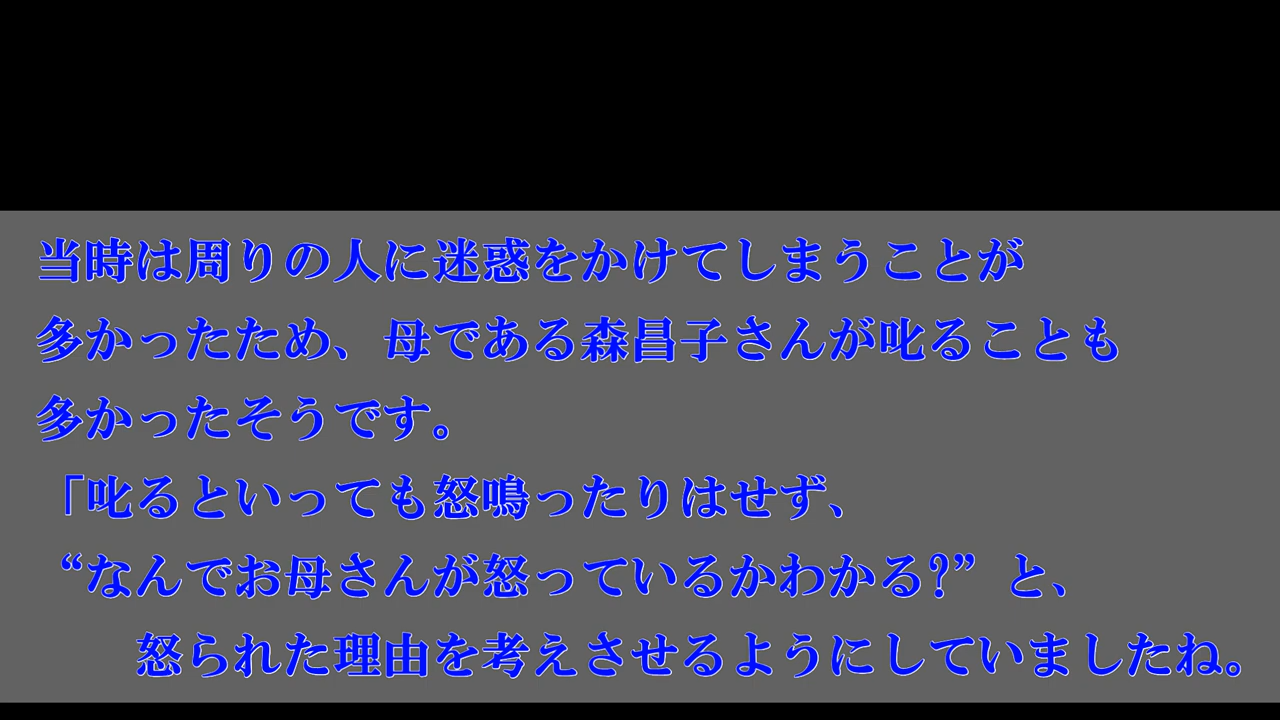 当時は周りの人に迷惑をかけてしまうことが
多かったため、母である森昌子さんが叱ることも
多かったそうです。
「叱るといっても怒鳴ったりはせず、
“なんでお母さんが怒っているかわかる?”と、
怒られた理由を考えさせるようにしていましたね。